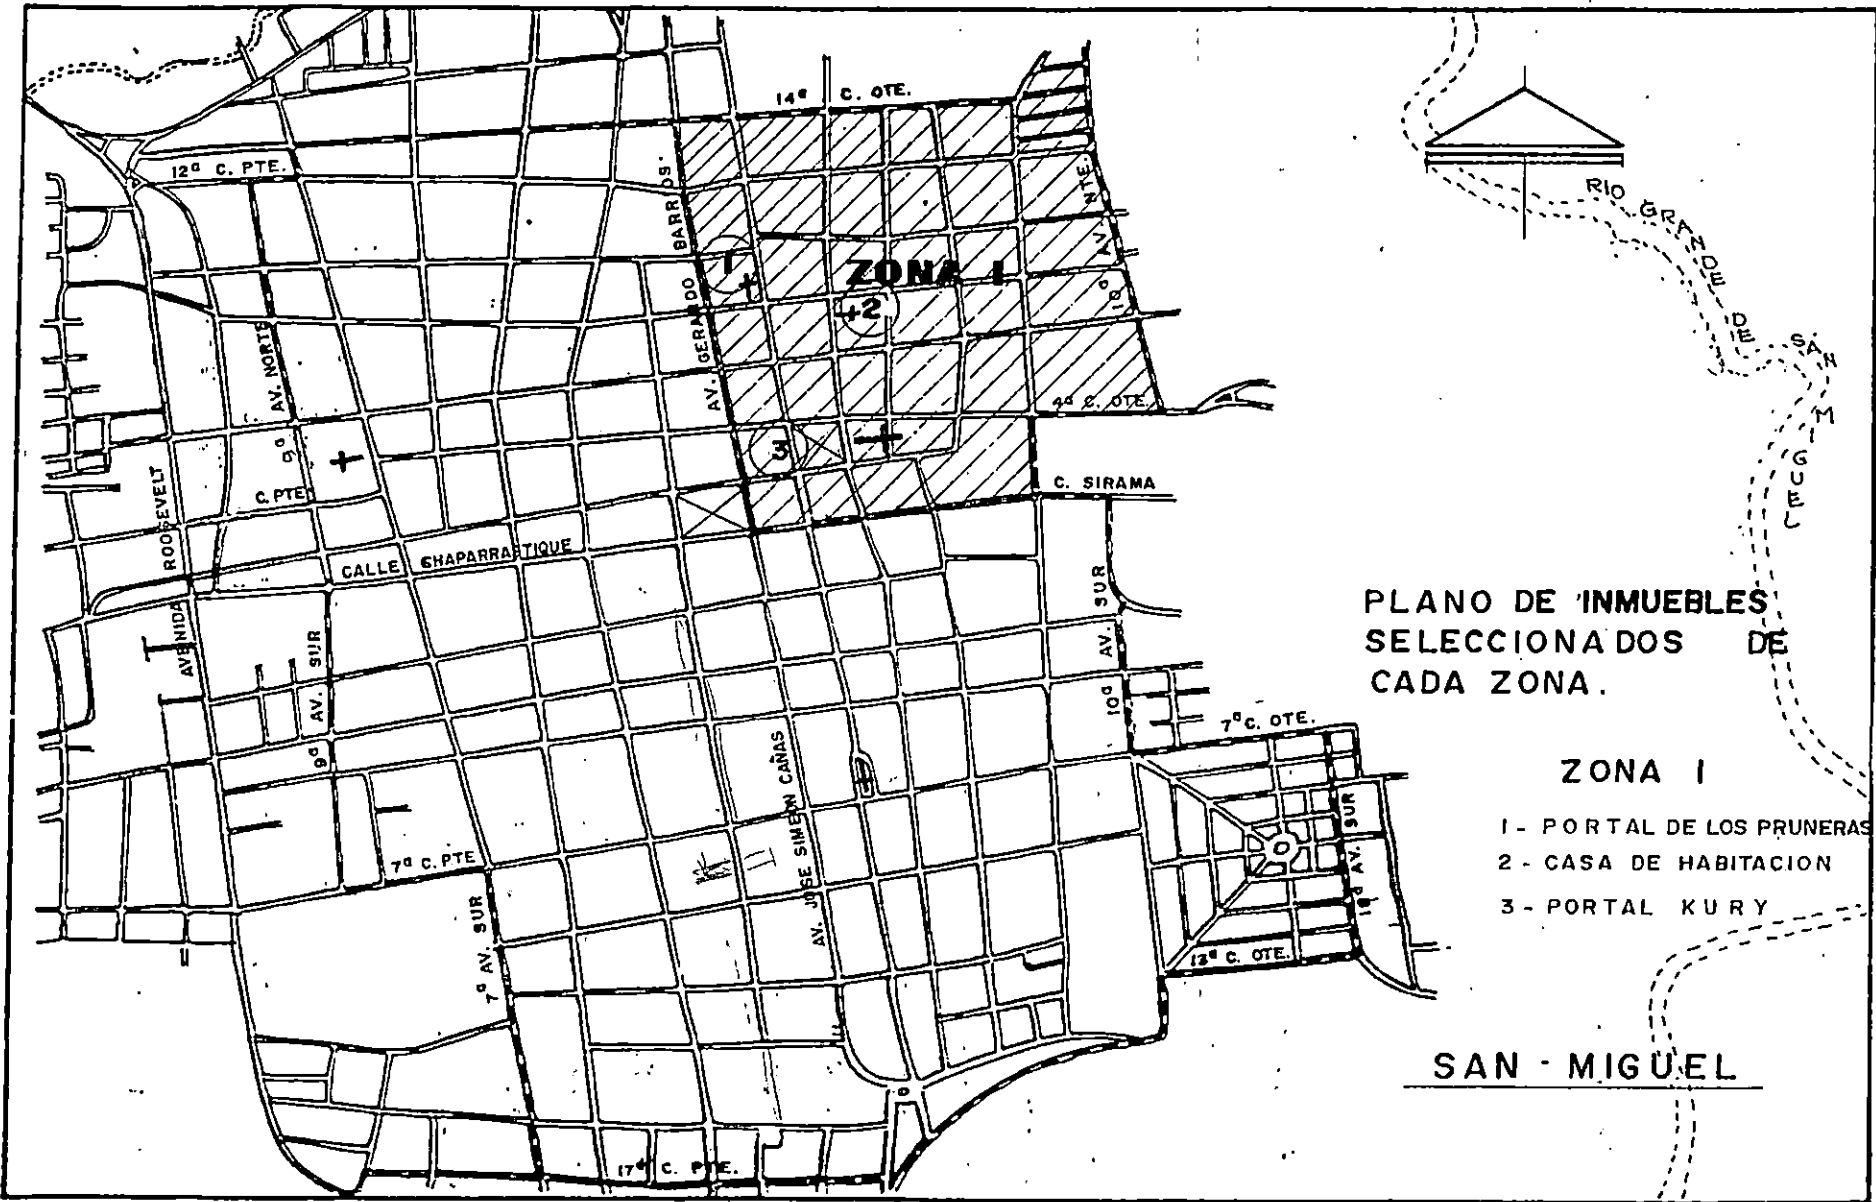 14ª C. OTE.
12ª C. PTE.
AV. GERARDO BARRIOS
ZONA I
1
2
3
10ª AV. NTE.
9ª AV. NORTE
4ª C. OTE.
C. SIRAMA
C. PTE.
AVENIDA ROOSEVELT
CALLE CHAPARRASTIQUE
9ª AV. SUR
10ª AV. SUR
7ª C. OTE.
AV. JOSE SIMEON CAÑAS
7ª C. PTE
7ª AV. SUR
AV. SUR
13ª C. OTE.
17ª C. PTE.
RIO GRANDE DE SAN MIGUEL
PLANO DE INMUEBLES
SELECCIONADOS DE
CADA ZONA.
ZONA I
1 - PORTAL DE LOS PRUNERAS
2 - CASA DE HABITACION
3 - PORTAL KURY
SAN - MIGUEL